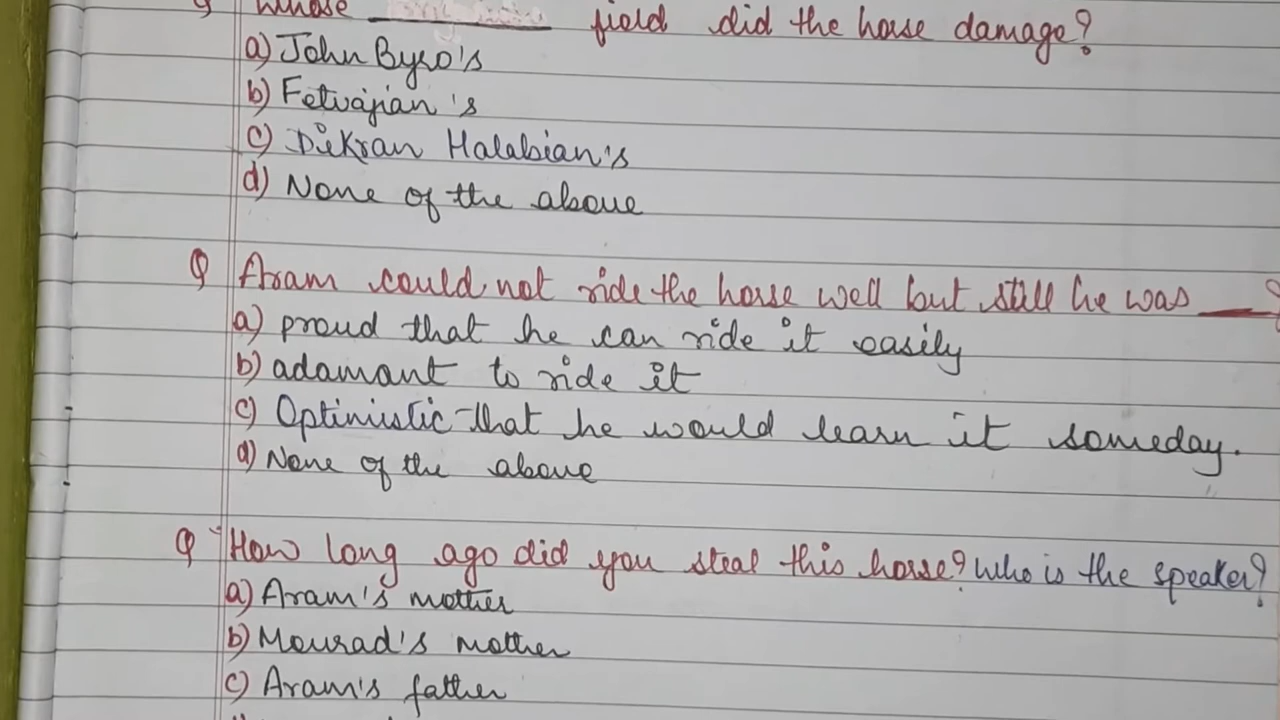 Whose ______ field did the horse damage?
a) John Byro's
b) Fetvajian's
c) Dikran Halabian's
d) None of the above
Q Aram could not ride the horse well but still he was ___?
a) proud that he can ride it easily
b) adamant to ride it
c) Optimistic that he would learn it someday.
d) None of the above
Q How long ago did you steal this horse? Who is the speaker?
a) Aram's mother
b) Mourad's mother
c) Aram's father